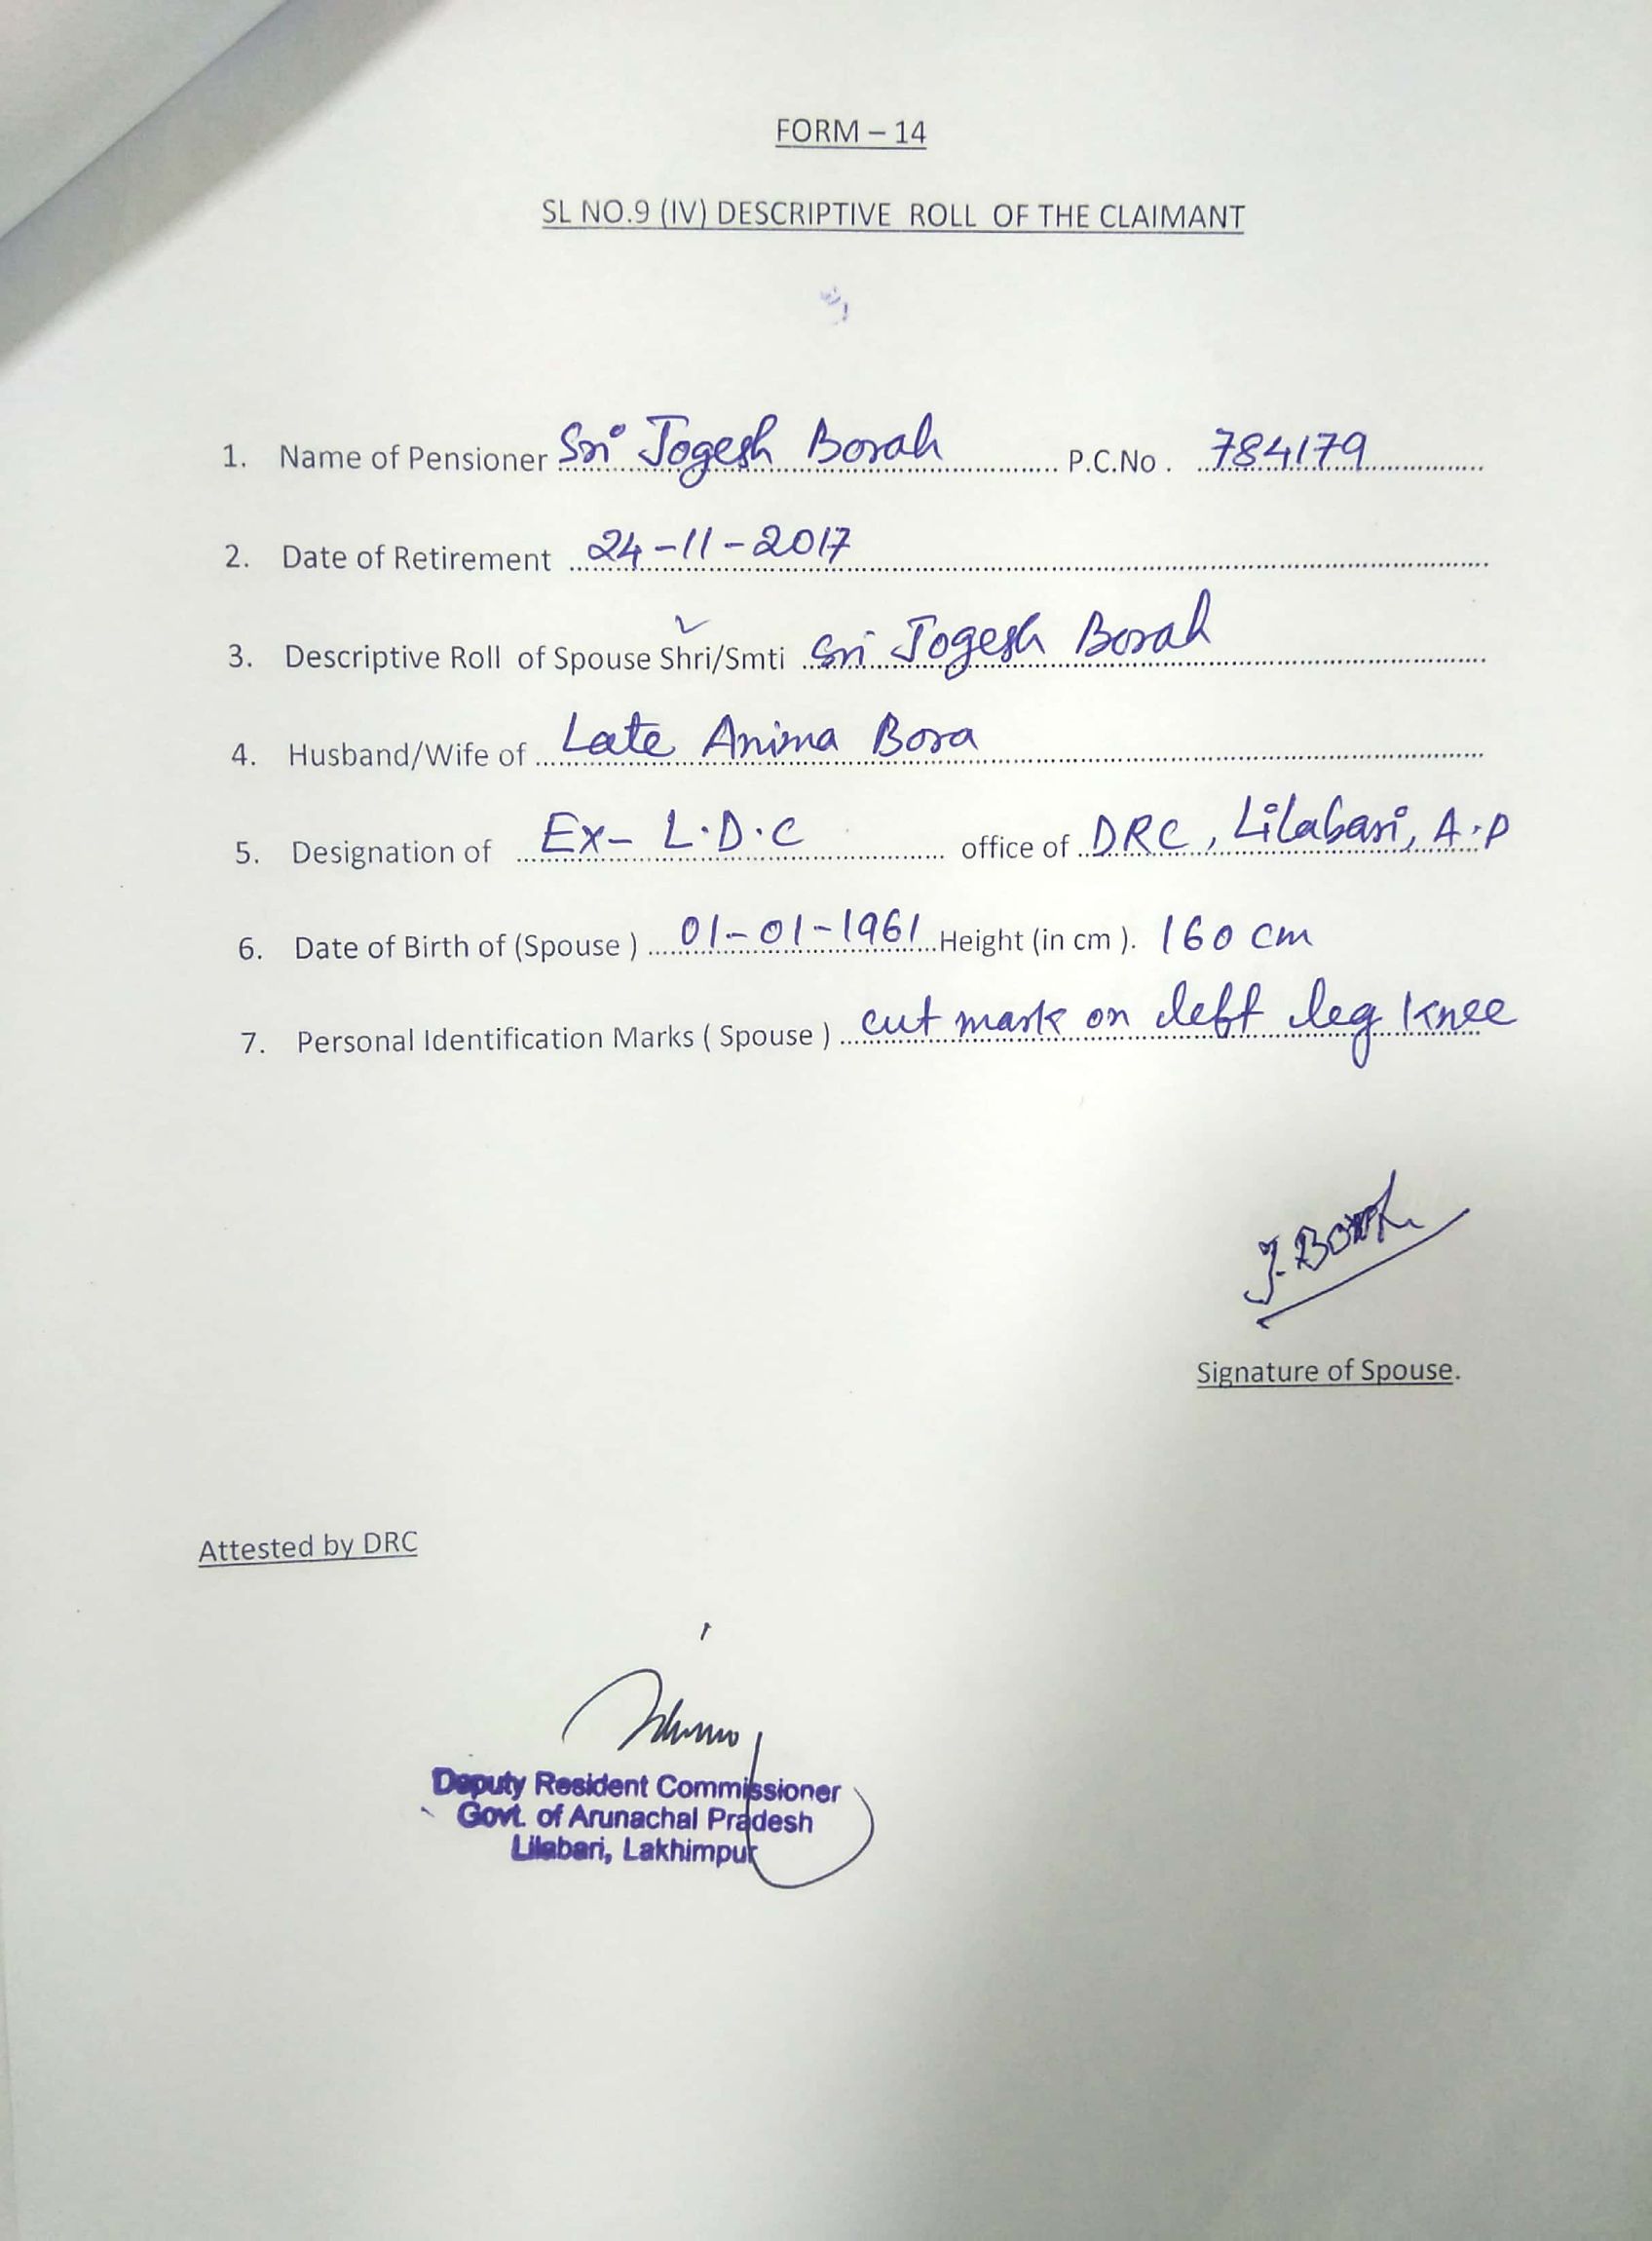 FORM – 14
SL NO.9 (IV) DESCRIPTIVE ROLL OF THE CLAIMANT
1. Name of Pensioner Sri Jogesh Borah P.C.No. 784179
2. Date of Retirement 24-11-2017
3. Descriptive Roll of Spouse Shri/Smti Sri Jogesh Borah
4. Husband/Wife of Late Anima Bora
5. Designation of Ex- L.D.C office of DRC, Lilabari, A.P
6. Date of Birth of (Spouse) 01-01-1961 Height (in cm). 160 cm
7. Personal Identification Marks (Spouse) cut mark on left leg knee
J. Borah
Signature of Spouse.
Attested by DRC
Deputy Resident Commissioner
Govt. of Arunachal Pradesh
Lilabari, Lakhimpur